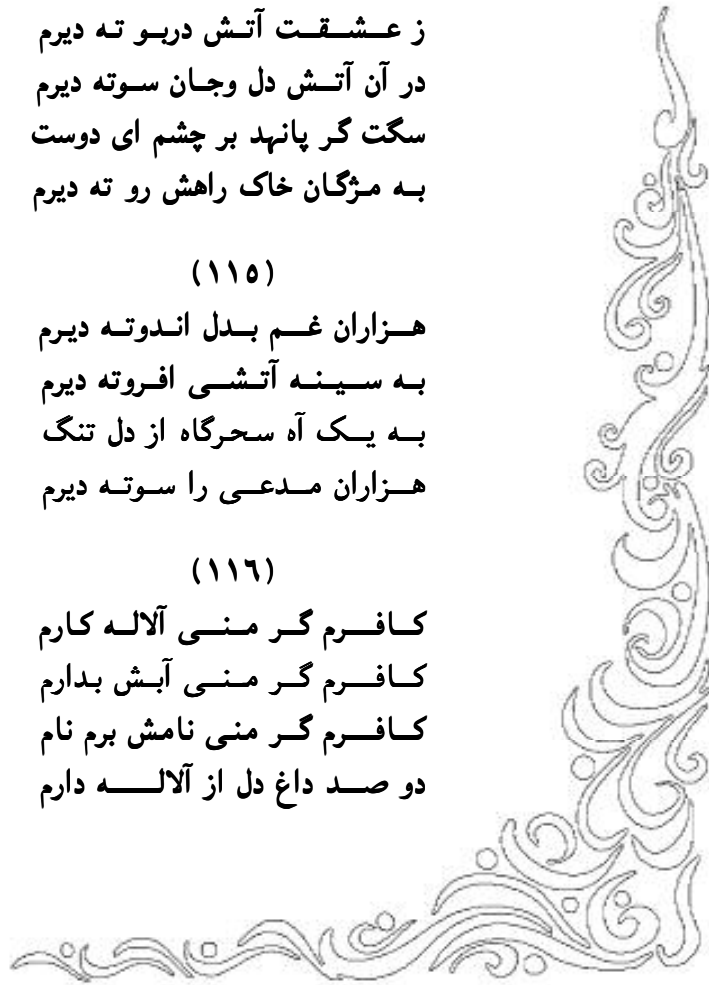 ز عشقت آتش دربو ته دیرم
در آن آتش دل وجان سوته دیرم
سگت گر پانهد بر چشم ای دوست
به مژگان خاک راهش رو ته دیرم
(۱۱۵)
هزاران غم بدل اندوته دیرم
به سینه آتشی افروته دیرم
به یک آه سحرگاه از دل تنگ
هزاران مدعی را سوته دیرم
(۱۱۶)
کافرم گر منی آلاله کارم
کافرم گر منی آبش بدارم
کافرم گر منی نامش برم نام
دو صد داغ دل از آلاله دارم